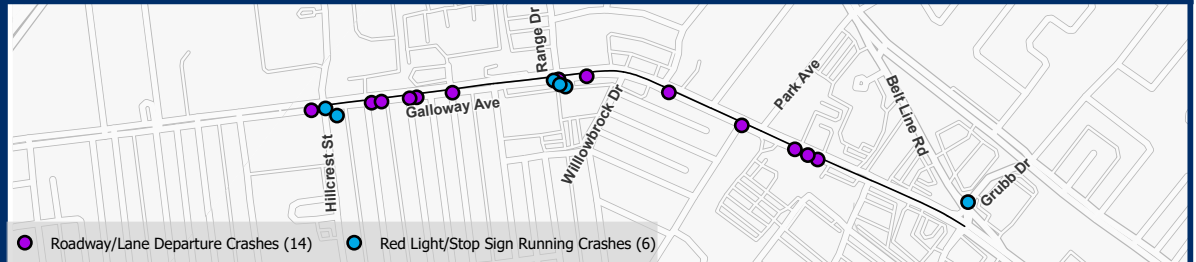 Range Dr
Park Ave
Belt Line Rd
Galloway Ave
Willowbrock Dr
Hillcrest St
Grubb Dr
Roadway/Lane Departure Crashes (14)
Red Light/Stop Sign Running Crashes (6)